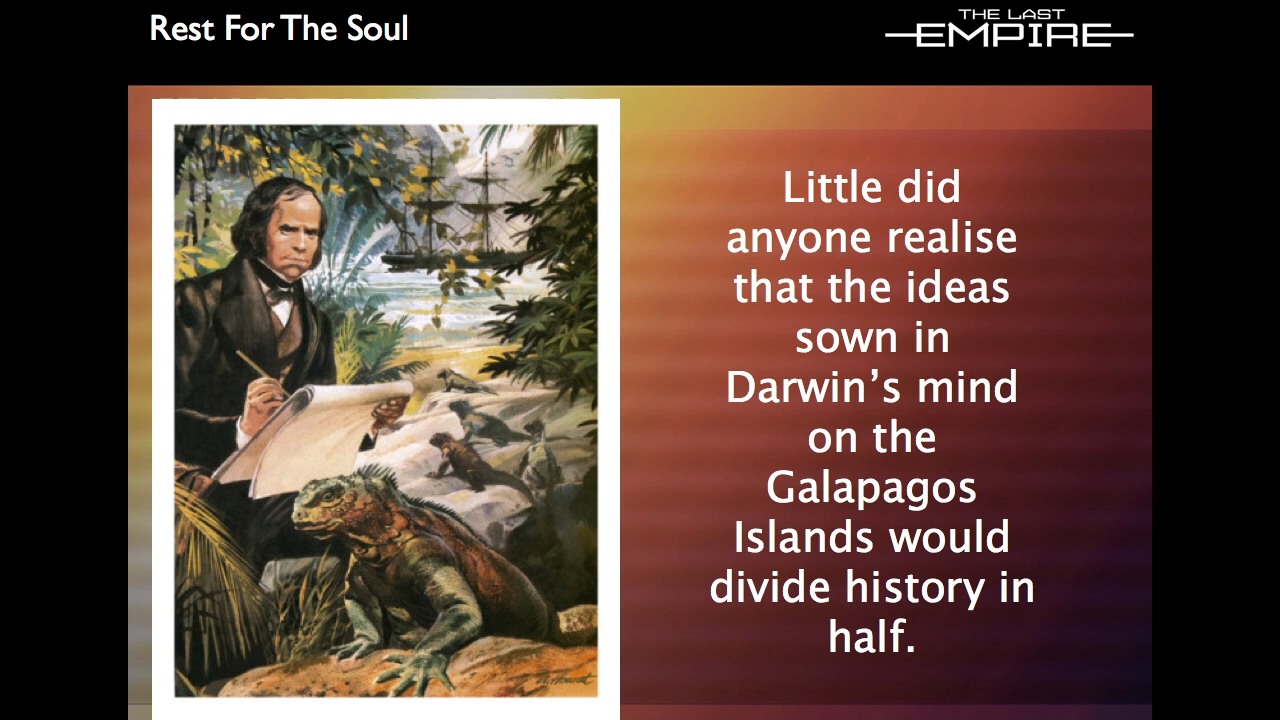 Rest For The Soul
THE LAST
EMPIRE
Little did
anyone realise
that the ideas
sown in
Darwin’s mind
on the
Galapagos
Islands would
divide history in
half.